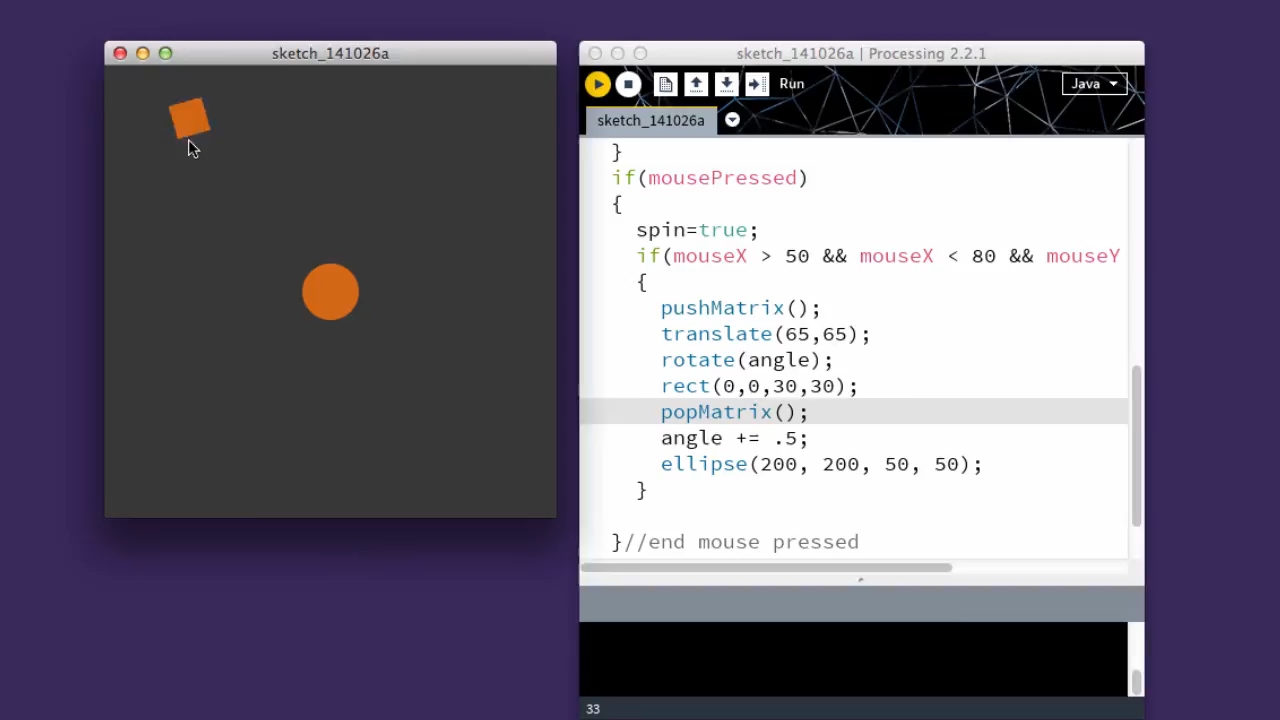 sketch_141026a
sketch_141026a | Processing 2.2.1
Run
Java
sketch_141026a
}
if(mousePressed)
{
spin=true;
if(mouseX > 50 && mouseX < 80 && mouseY
{
pushMatrix();
translate(65,65);
rotate(angle);
rect(0,0,30,30);
popMatrix();
angle += .5;
ellipse(200, 200, 50, 50);
}
}//end mouse pressed
33